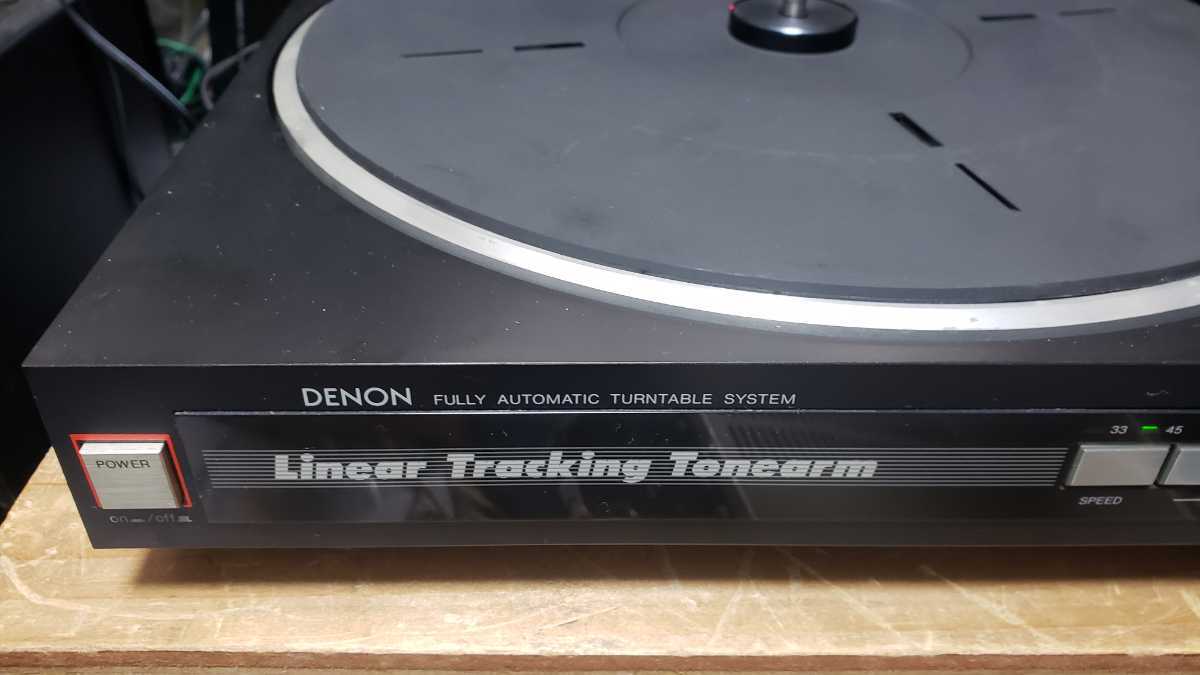 DENON FULLY AUTOMATIC TURNTABLE SYSTEM
POWER
on / off
Linear Tracking Tonearm
33 45
SPEED